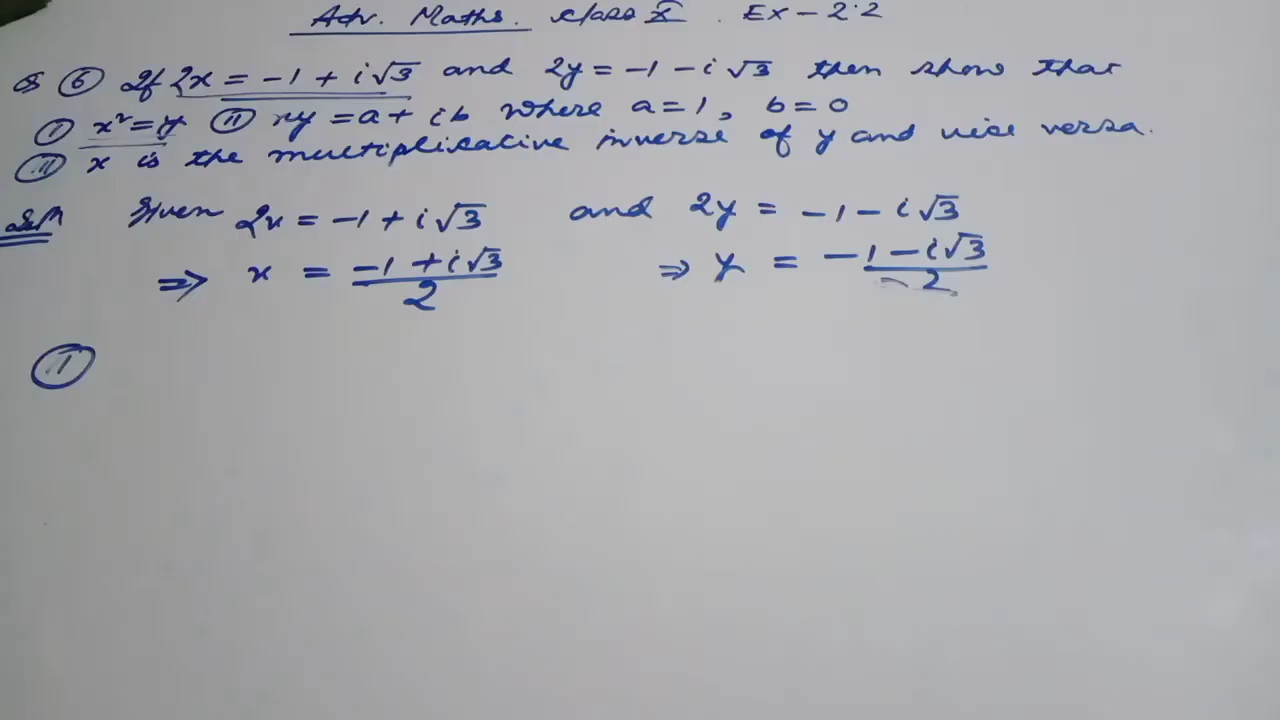 Adv. Maths. class X. Ex - 2.2
Q ⑥ If 2x = -1 + i√3 and 2y = -1 - i√3 then show that
Ⓘ x² = y Ⓘⓘ xy = a + ib where a = 1, b = 0
(III) x is the multiplicative inverse of y and vice versa.
Soln Given 2x = -1 + i√3 and 2y = -1 - i√3
⇒ x = (-1 + i√3)/2 ⇒ y = (-1 - i√3)/2
Ⓘ